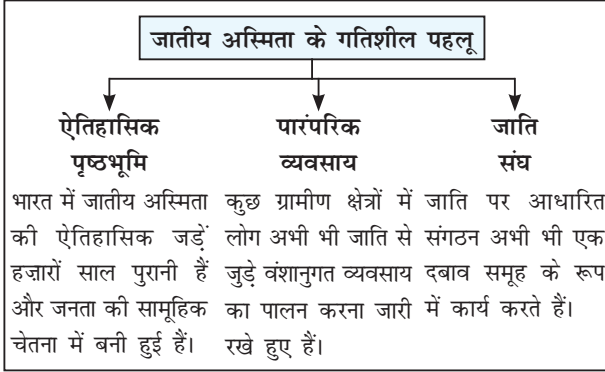 जातीय अस्मिता के गतिशील पहलू
ऐतिहासिक
पृष्ठभूमि
भारत में जातीय अस्मिता
की ऐतिहासिक जड़ें
हजारों साल पुरानी हैं
और जनता की सामूहिक
चेतना में बनी हुई हैं।
पारंपरिक
व्यवसाय
कुछ ग्रामीण क्षेत्रों में
लोग अभी भी जाति से
जुड़े वंशानुगत व्यवसाय
का पालन करना जारी
रखे हुए हैं।
जाति
संघ
जाति पर आधारित
संगठन अभी भी एक
दबाव समूह के रूप
में कार्य करते हैं।